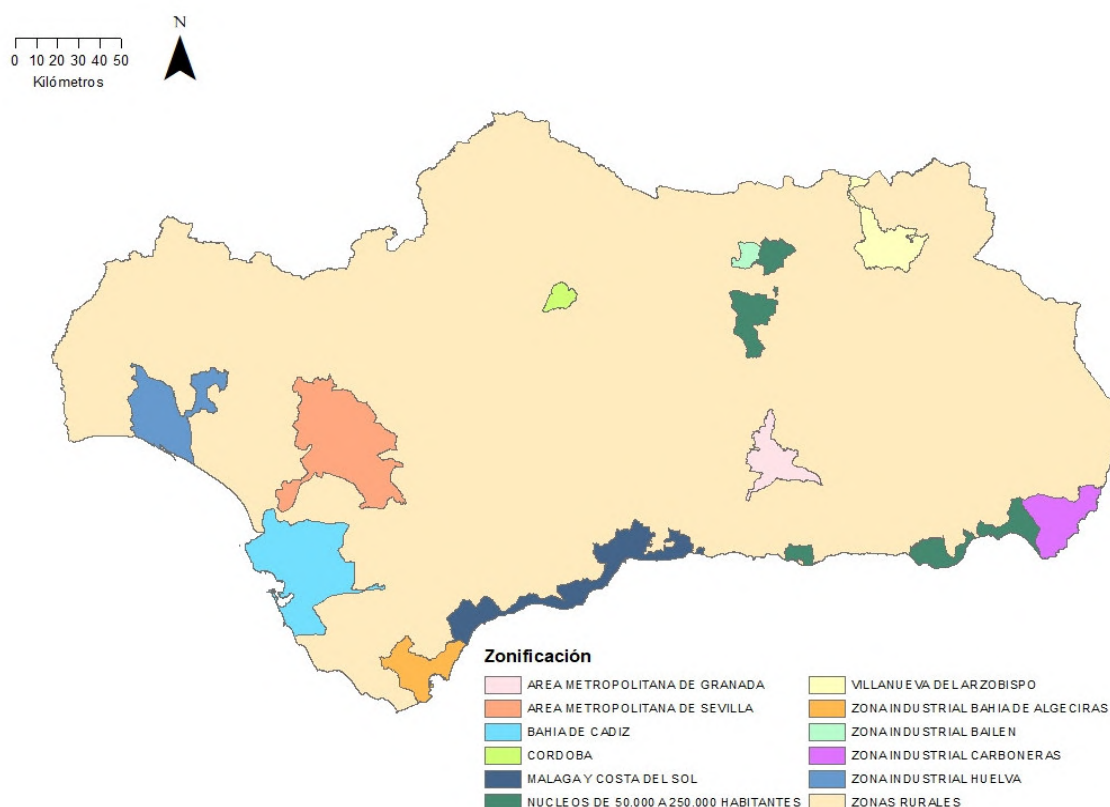 N
0 10 20 30 40 50
Kilómetros
Zonificación
AREA METROPOLITANA DE GRANADA
AREA METROPOLITANA DE SEVILLA
BAHIA DE CADIZ
CORDOBA
MALAGA Y COSTA DEL SOL
NUCLEOS DE 50.000 A 250.000 HABITANTES
VILLANUEVA DEL ARZOBISPO
ZONA INDUSTRIAL BAHIA DE ALGECIRAS
ZONA INDUSTRIAL BAILEN
ZONA INDUSTRIAL CARBONERAS
ZONA INDUSTRIAL HUELVA
ZONAS RURALES